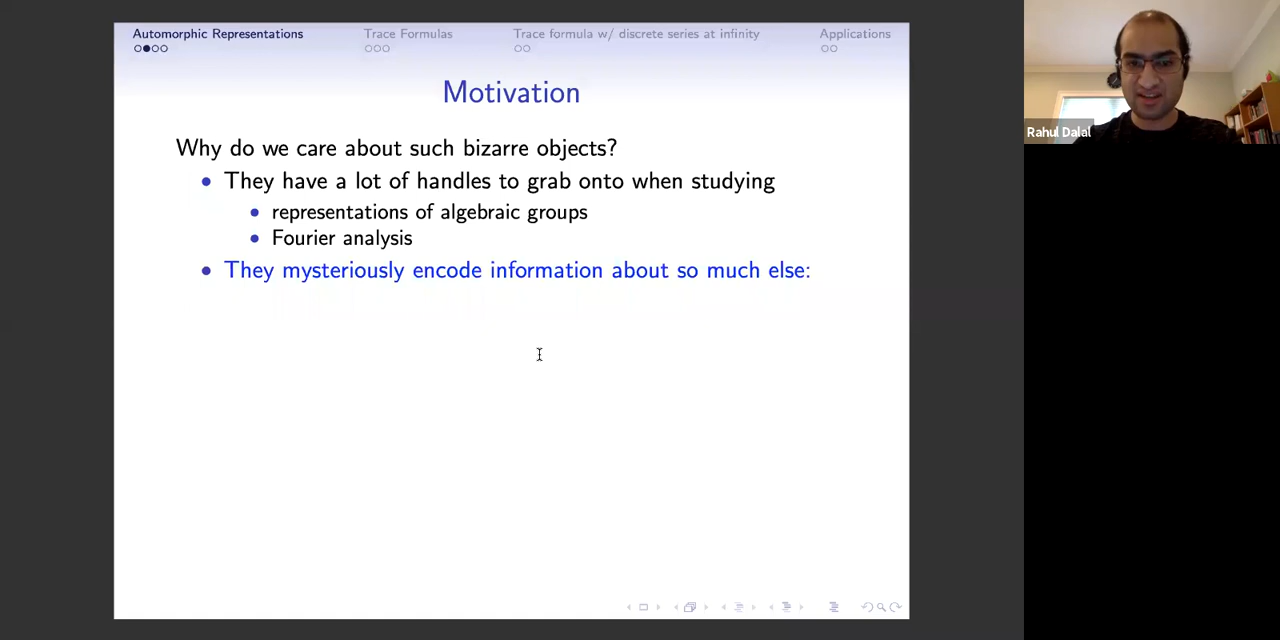 Automorphic Representations
Trace Formulas
Trace formula w/ discrete series at infinity
Applications
Motivation
Why do we care about such bizarre objects?
They have a lot of handles to grab onto when studying
representations of algebraic groups
Fourier analysis
They mysteriously encode information about so much else:
Rahul Dalal